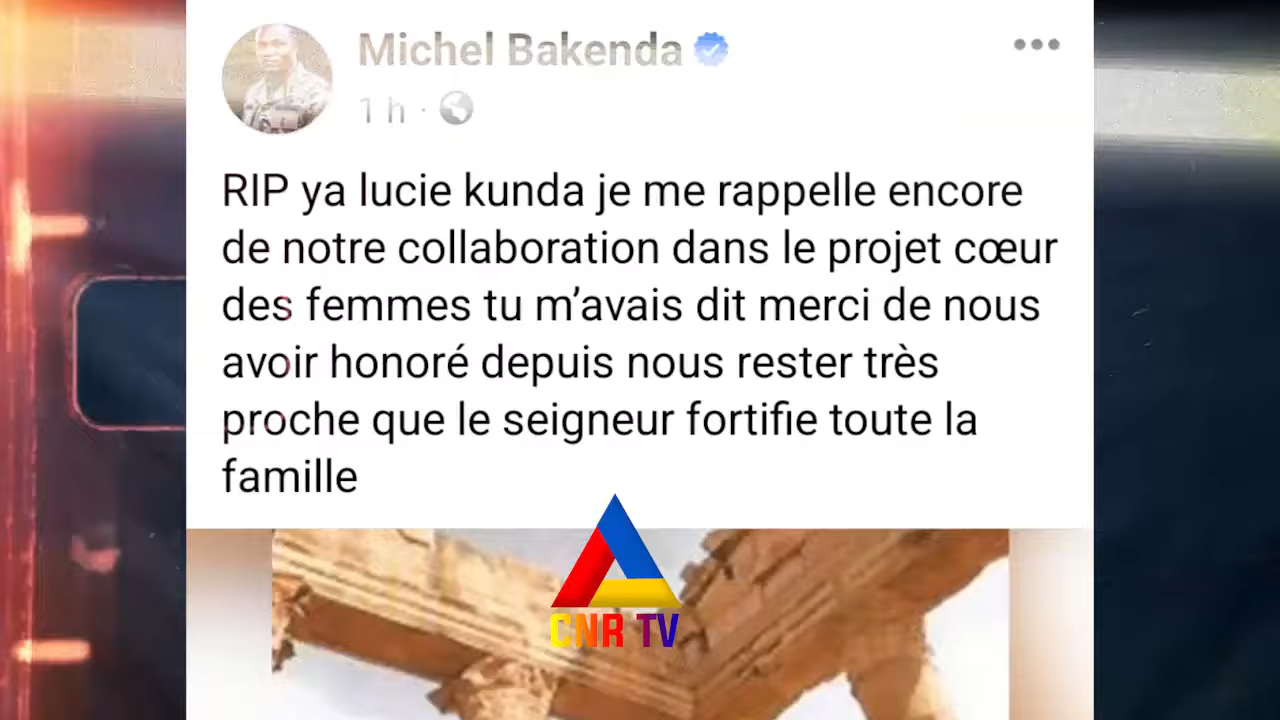 Michel Bakenda
1 h ·
RIP ya lucie kunda je me rappelle encore
de notre collaboration dans le projet cœur
des femmes tu m’avais dit merci de nous
avoir honoré depuis nous rester très
proche que le seigneur fortifie toute la
famille
CNR TV